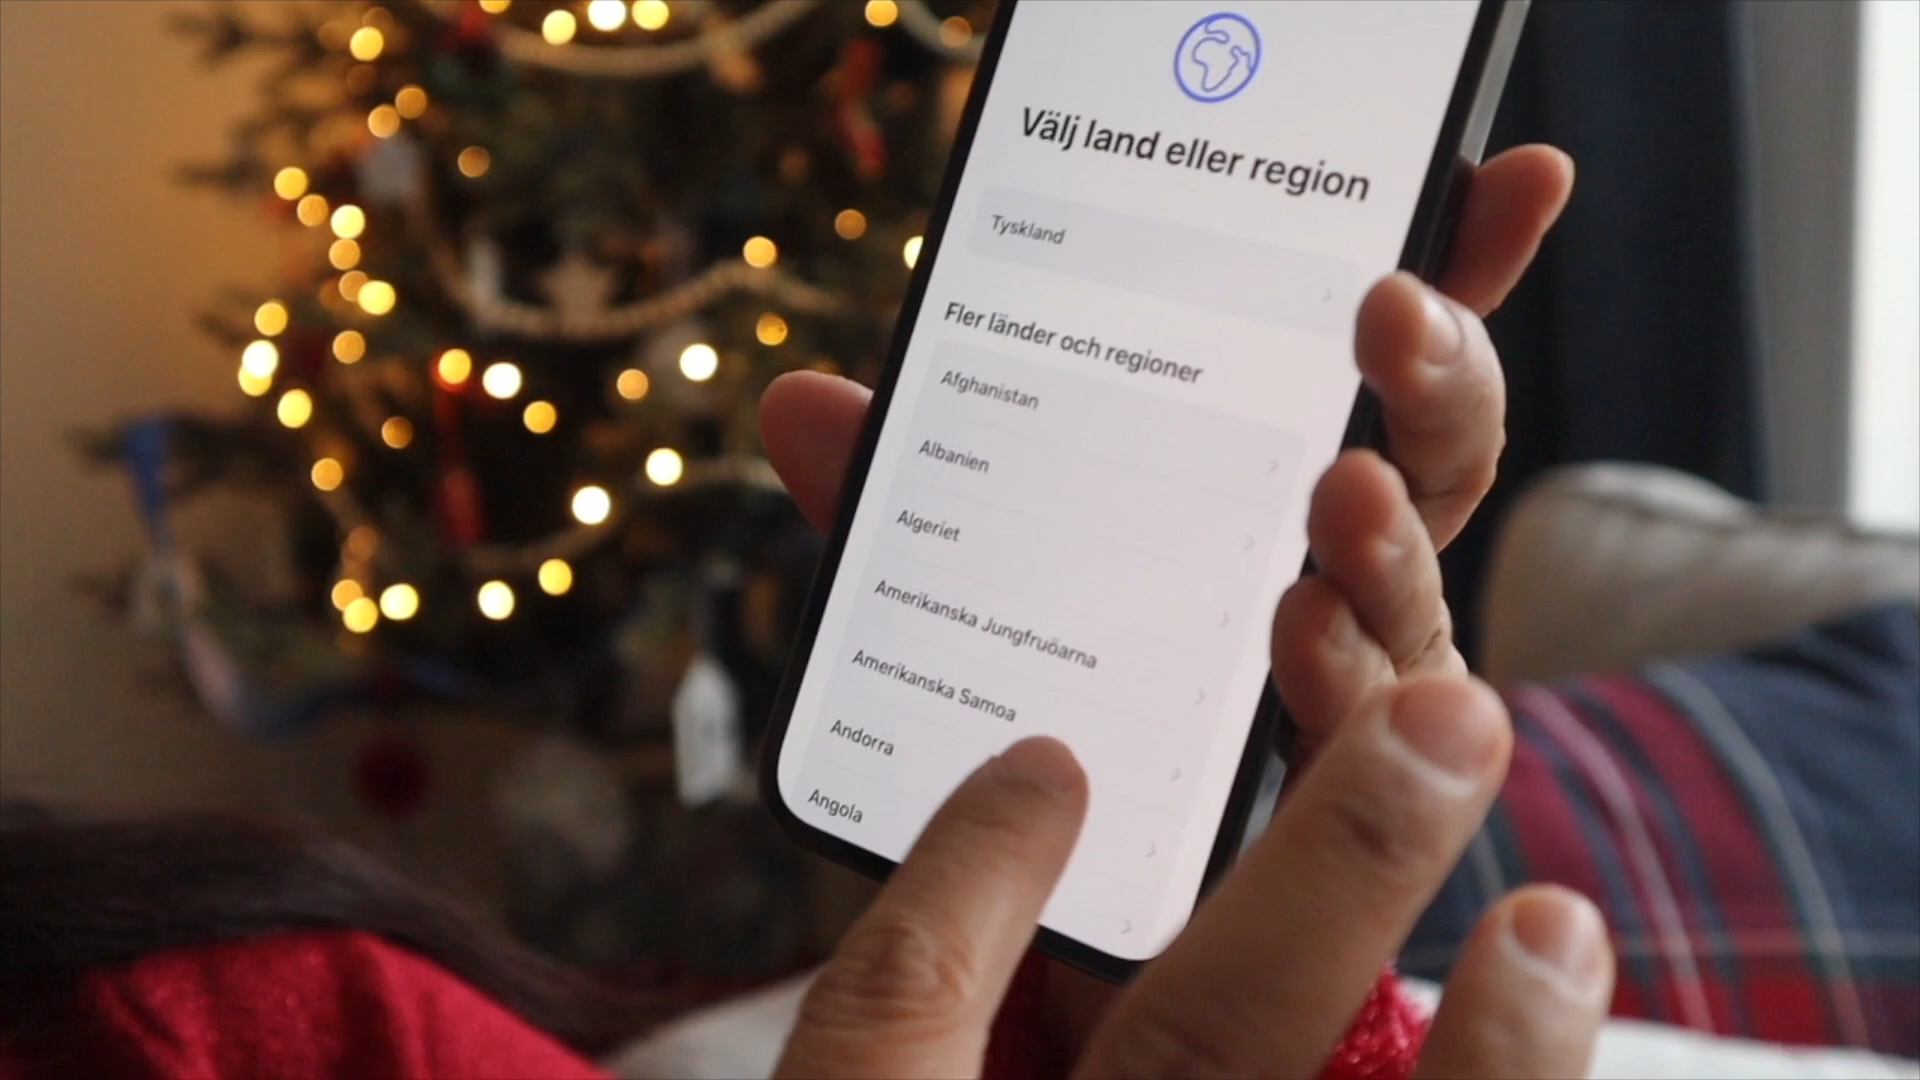 Välj land eller region
Tyskland
Fler länder och regioner
Afghanistan
Albanien
Algeriet
Amerikanska Jungfruöarna
Amerikanska Samoa
Andorra
Angola